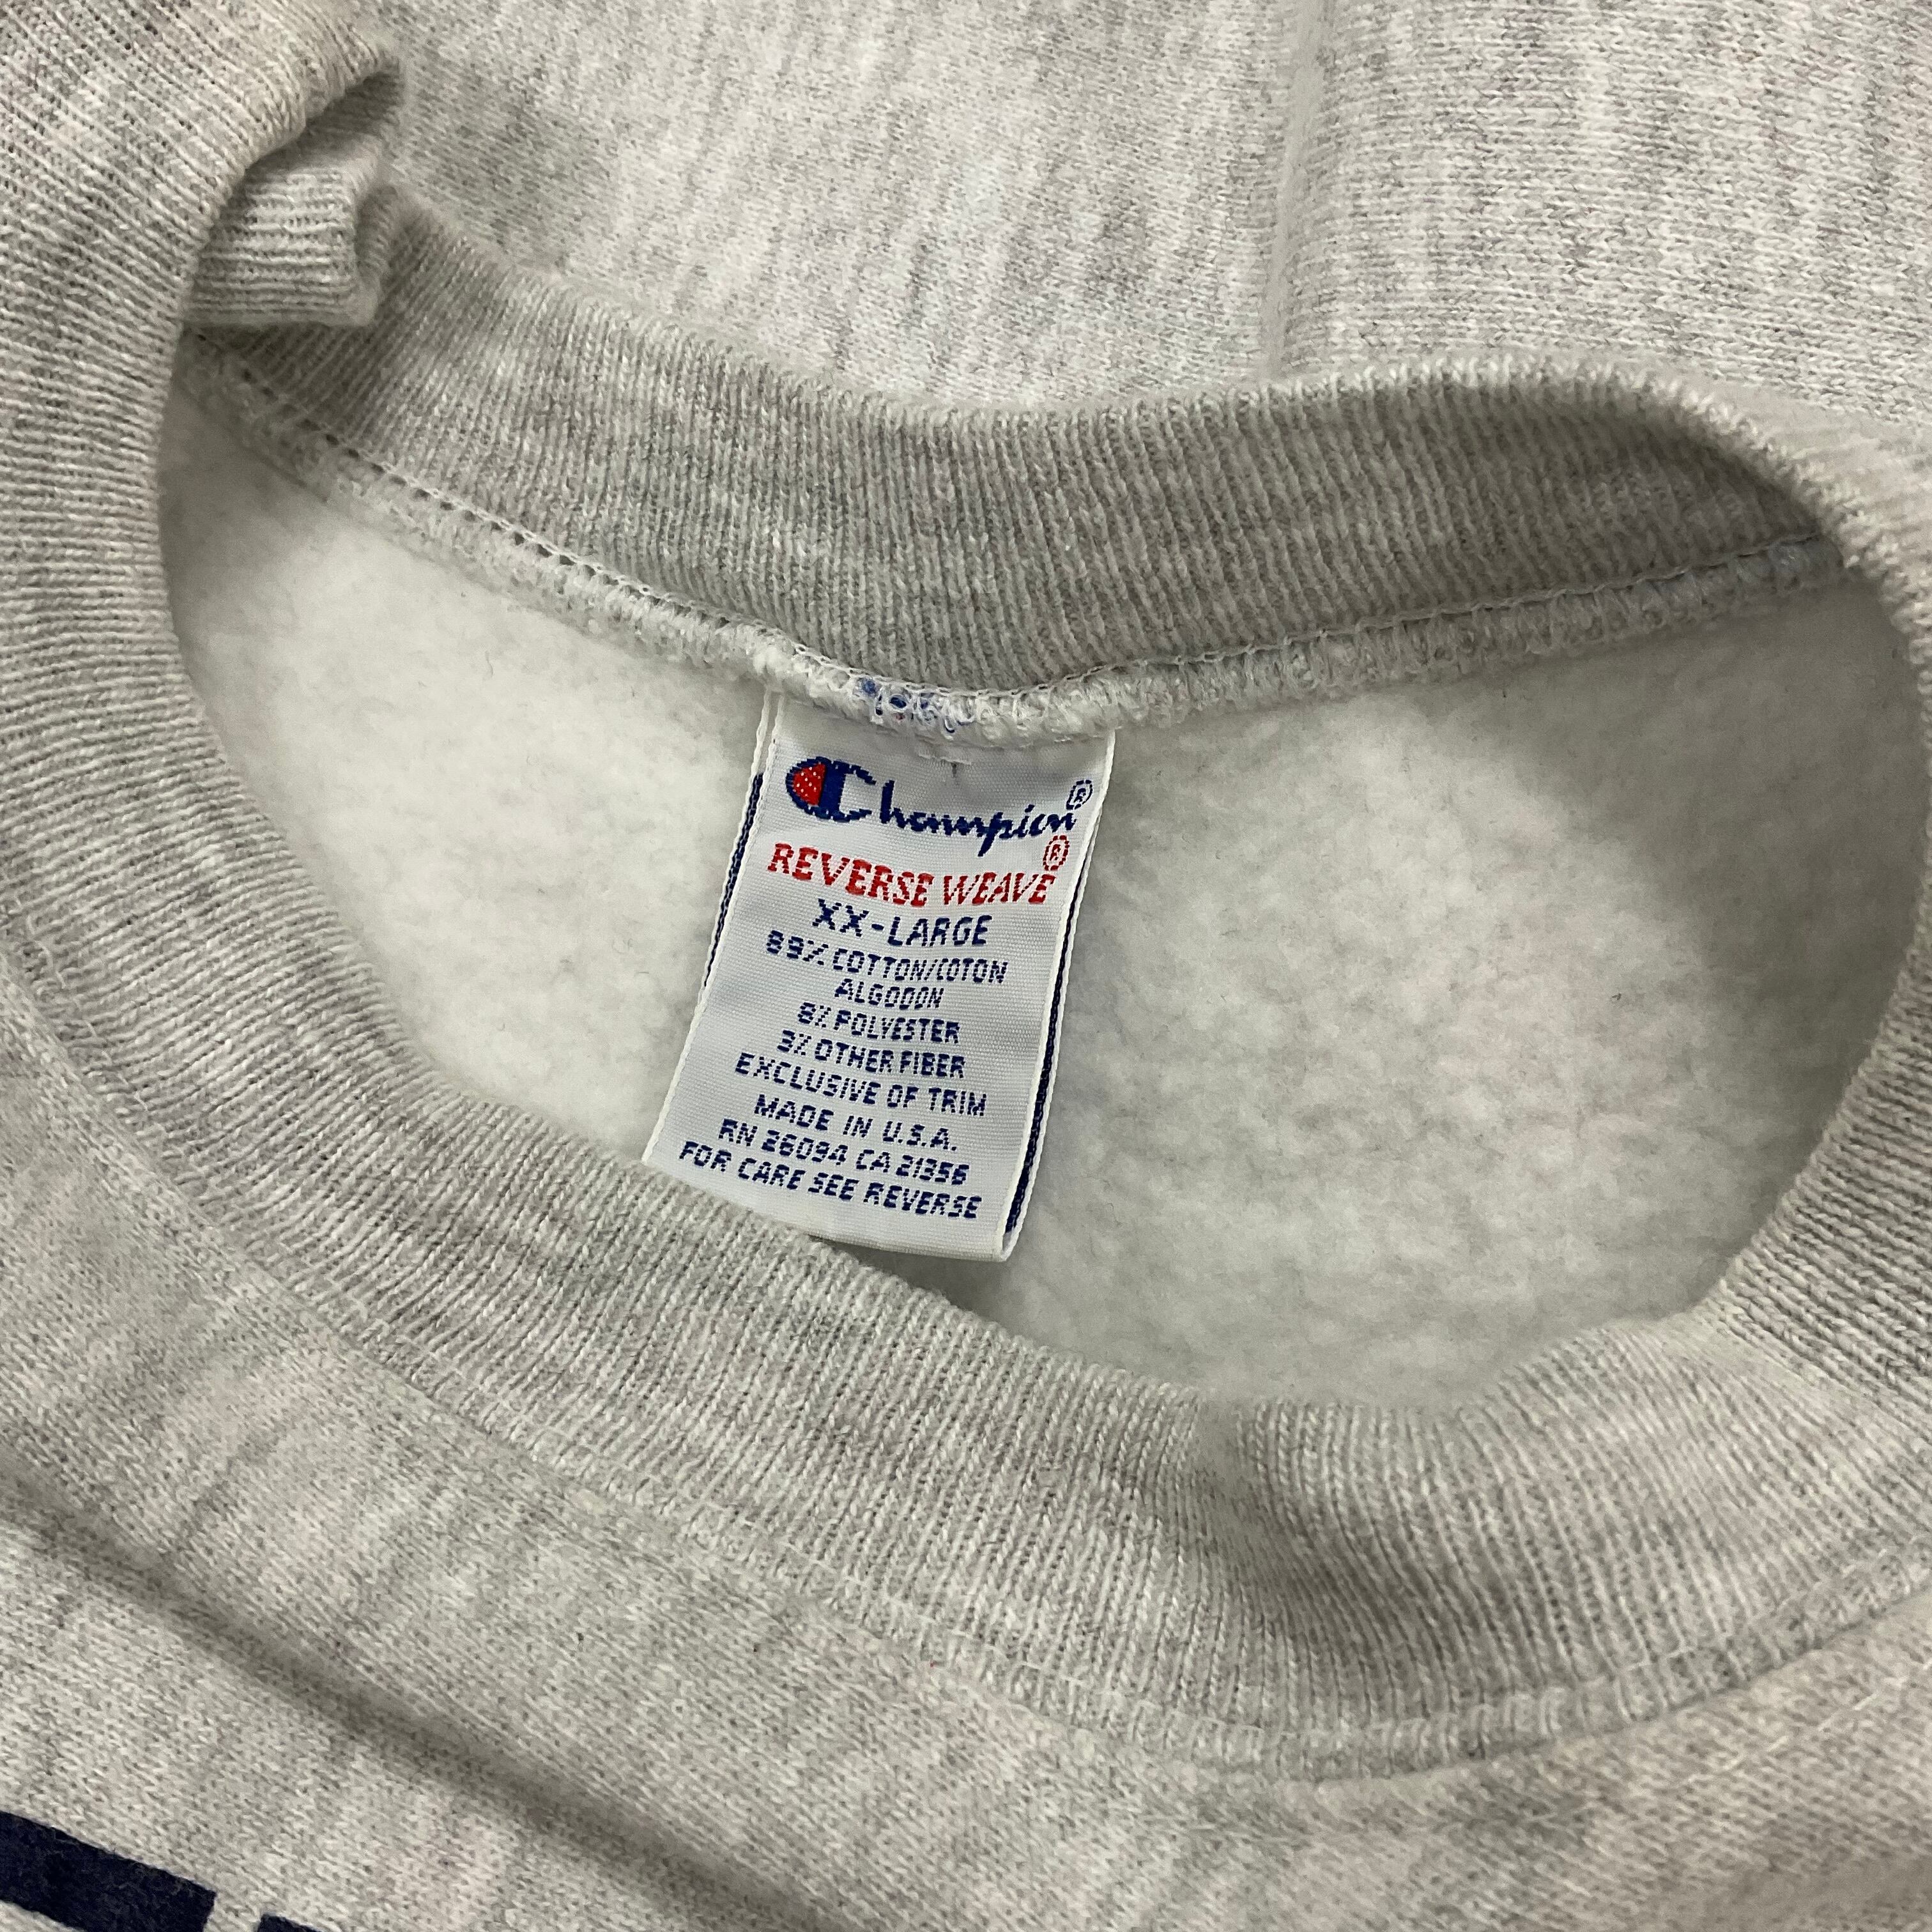 Champion®
REVERSE WEAVE®
XX-LARGE
89% COTTON/COTON
ALGODON
8% POLYESTER
3% OTHER FIBER
EXCLUSIVE OF TRIM
MADE IN U.S.A.
RN 26094 CA 21356
FOR CARE SEE REVERSE